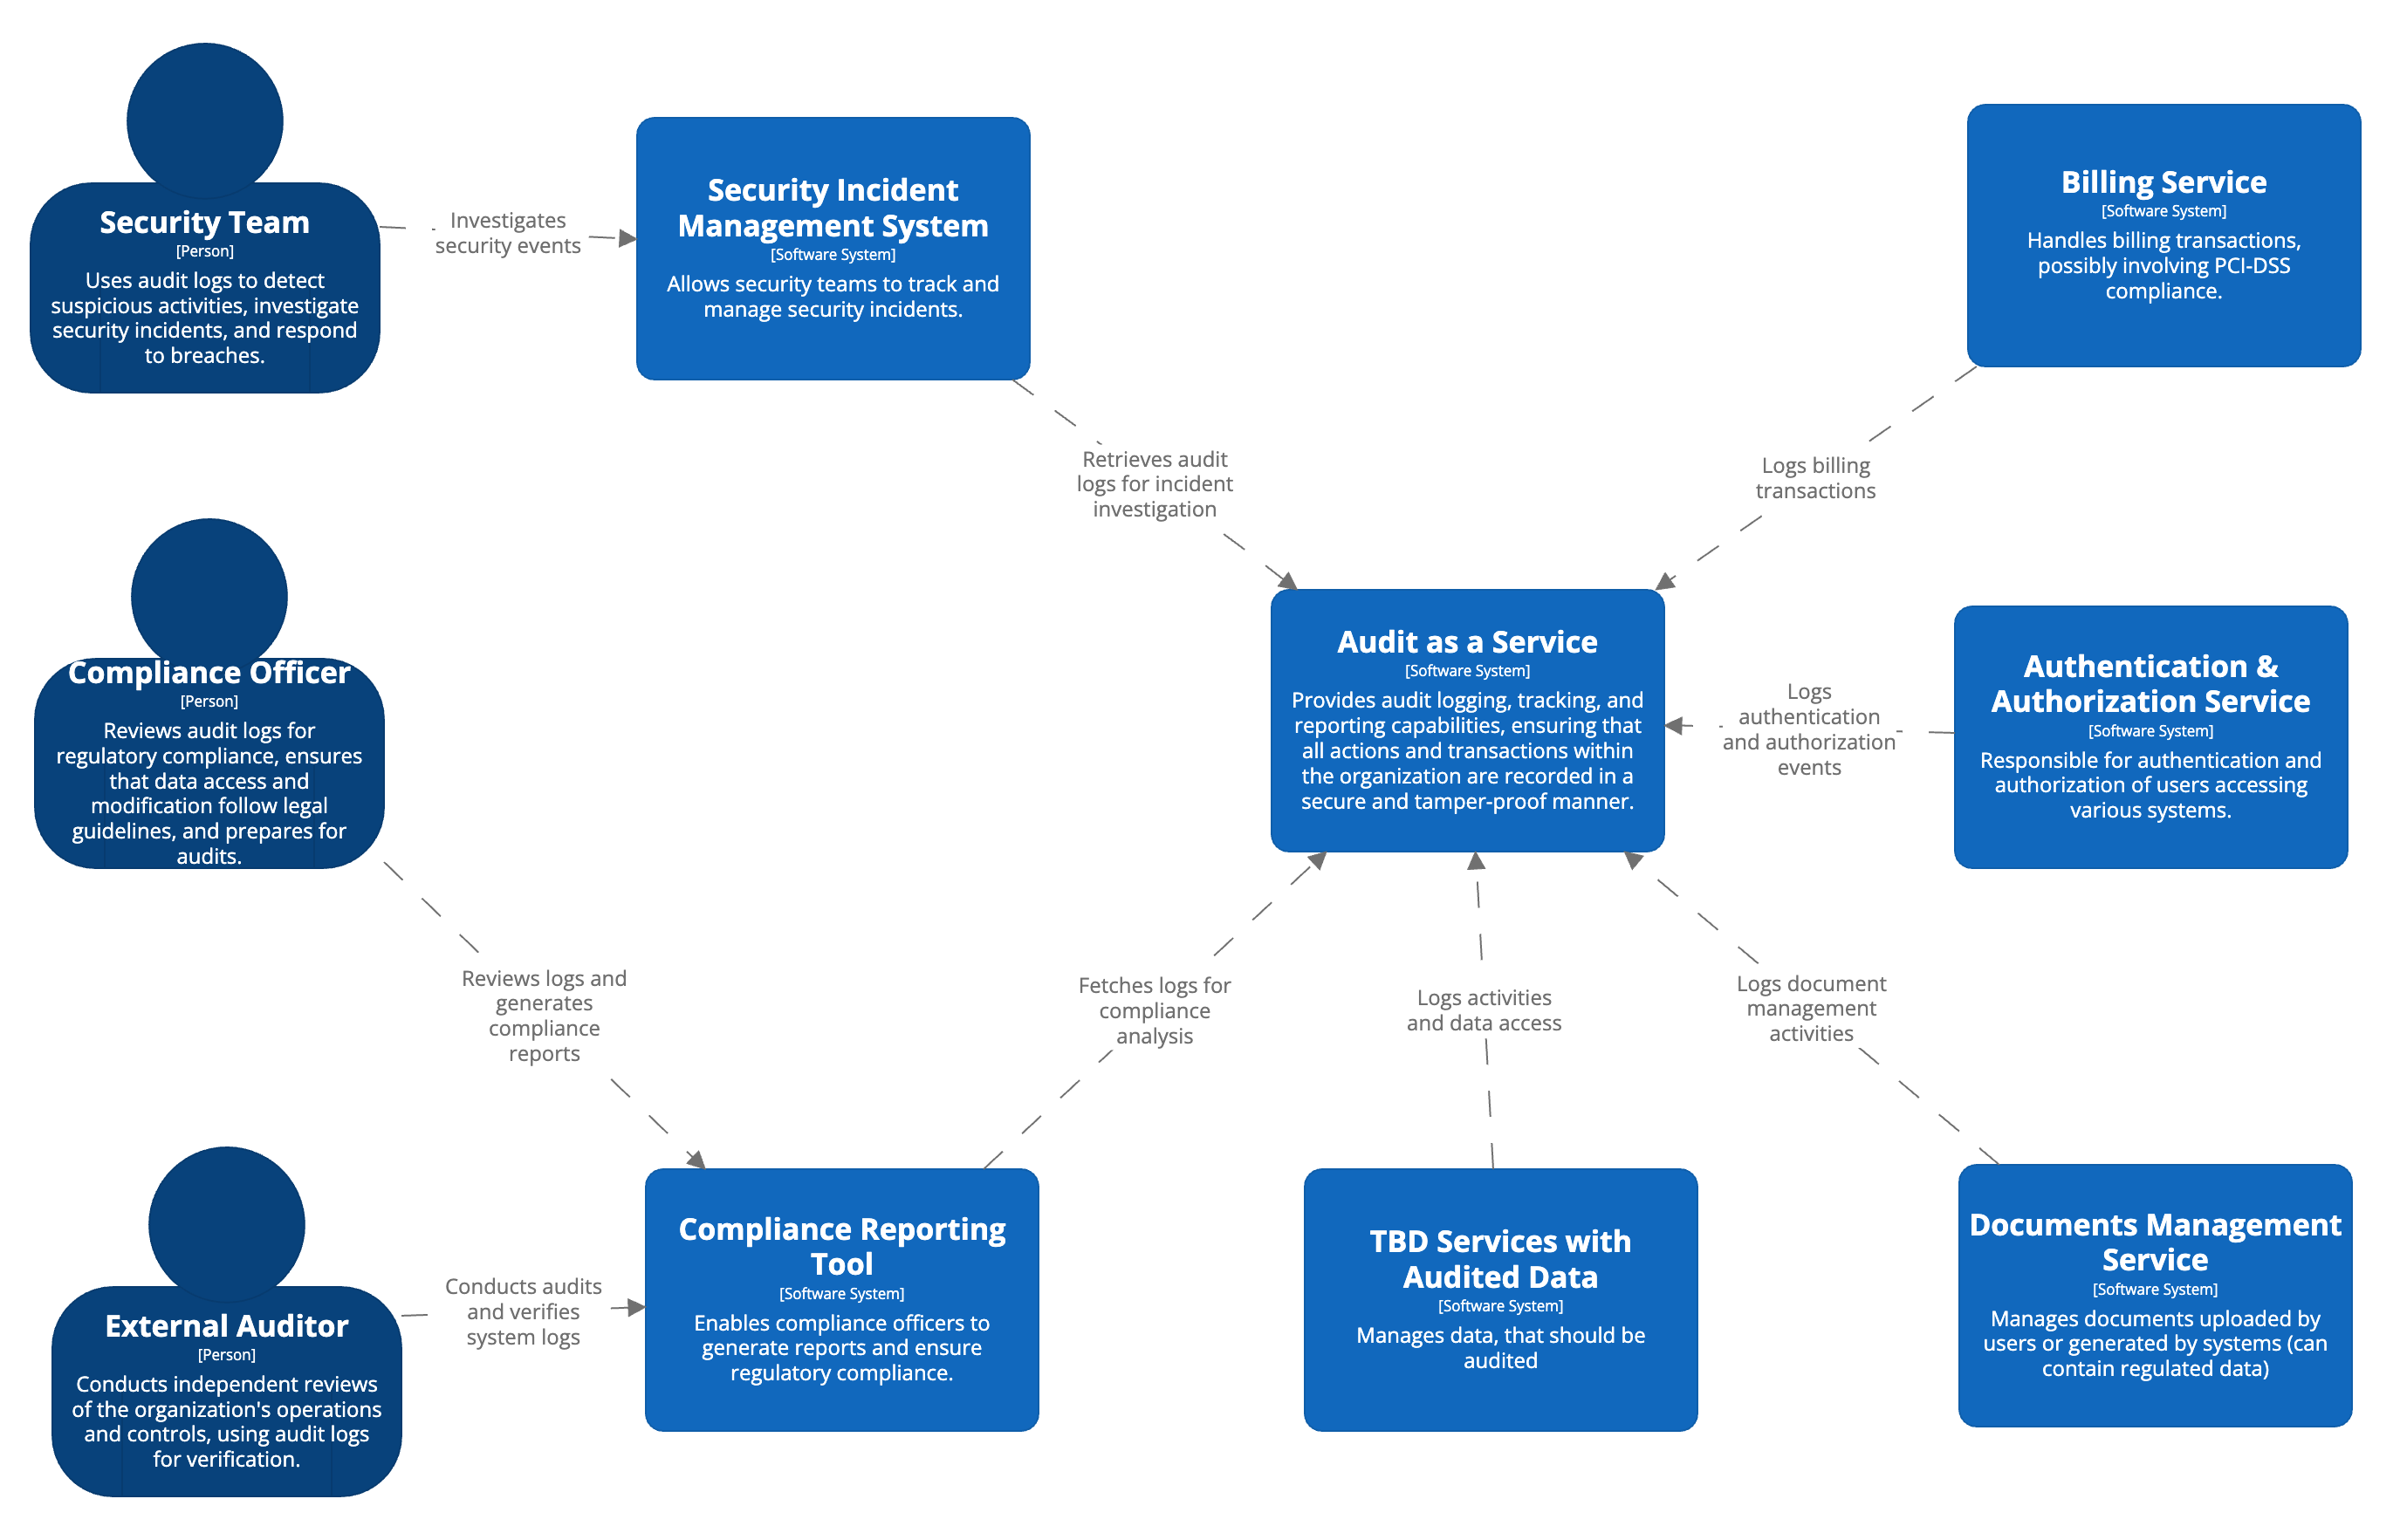 Security Team
[Person]
Uses audit logs to detect
suspicious activities, investigate
security incidents, and respond
to breaches.
Investigates
security events
Security Incident
Management System
[Software System]
Allows security teams to track and
manage security incidents.
Billing Service
[Software System]
Handles billing transactions,
possibly involving PCI-DSS
compliance.
Retrieves audit
logs for incident
investigation
Logs billing
transactions
Compliance Officer
[Person]
Reviews audit logs for
regulatory compliance, ensures
that data access and
modification follow legal
guidelines, and prepares for
audits.
Audit as a Service
[Software System]
Provides audit logging, tracking, and
reporting capabilities, ensuring that
all actions and transactions within
the organization are recorded in a
secure and tamper-proof manner.
Logs
authentication
and authorization
events
Authentication &
Authorization Service
[Software System]
Responsible for authentication and
authorization of users accessing
various systems.
Reviews logs and
generates
compliance
reports
Fetches logs for
compliance
analysis
Logs activities
and data access
Logs document
management
activities
External Auditor
[Person]
Conducts independent reviews
of the organization's operations
and controls, using audit logs
for verification.
Conducts audits
and verifies
system logs
Compliance Reporting
Tool
[Software System]
Enables compliance officers to
generate reports and ensure
regulatory compliance.
TBD Services with
Audited Data
[Software System]
Manages data, that should be
audited
Documents Management
Service
[Software System]
Manages documents uploaded by
users or generated by systems (can
contain regulated data)